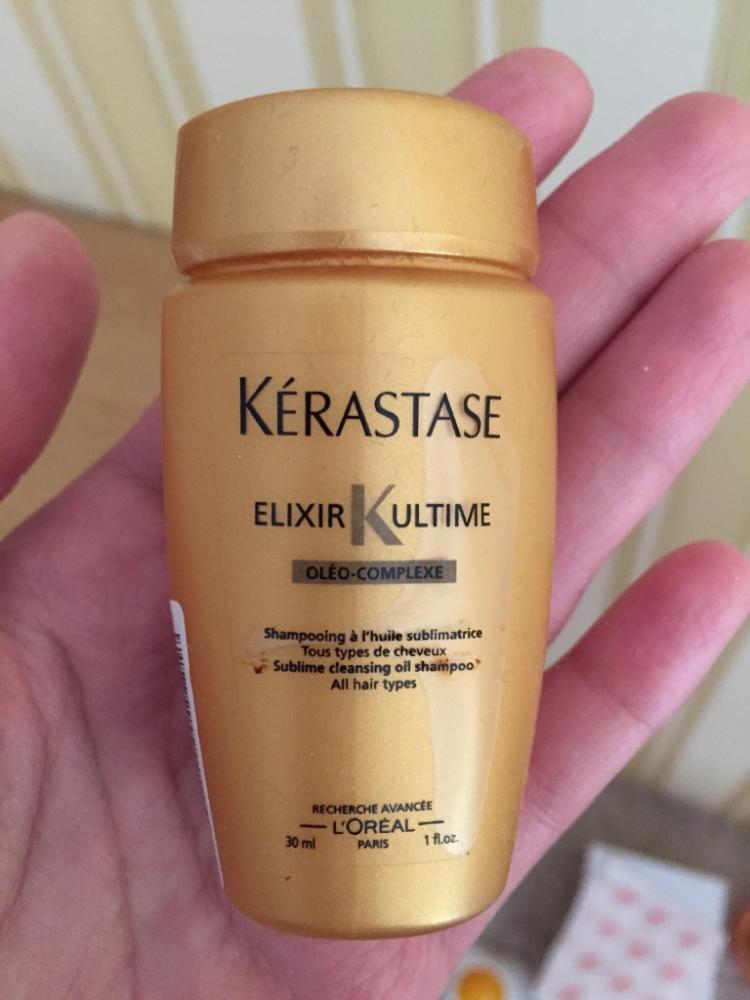 KÉRASTASE
ELIXIR K ULTIME
OLÉO-COMPLEXE
Shampooing à l'huile sublimatrice
Tous types de cheveux
Sublime cleansing oil shampoo
All hair types
RECHERCHE AVANCÉE
L'ORÉAL
30 ml PARIS 1 fl.oz.